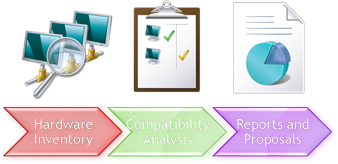 Hardware
Inventory
Compatibility
Analysis
Reports and
Proposals